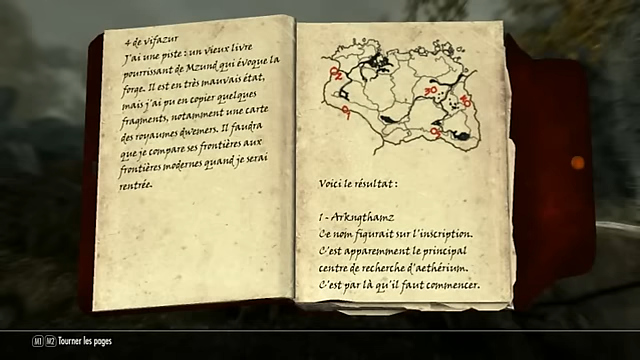 4 de vifazur
J'ai une piste : un vieux livre
pourrissant de Mzund qui évoque la
forge. Il est en très mauvais état,
mais j'ai pu en copier quelques
fragments, notamment une carte
des royaumes dwemers. Il faudra
que je compare ses frontières aux
frontières modernes quand je serai
rentrée.
Voici le résultat :
1 - Arkngthamz
Ce nom figurait sur l'inscription.
C'est apparemment le principal
centre de recherche d'aethérium.
C'est par là qu'il faut commencer.
M1 M2 Tourner les pages